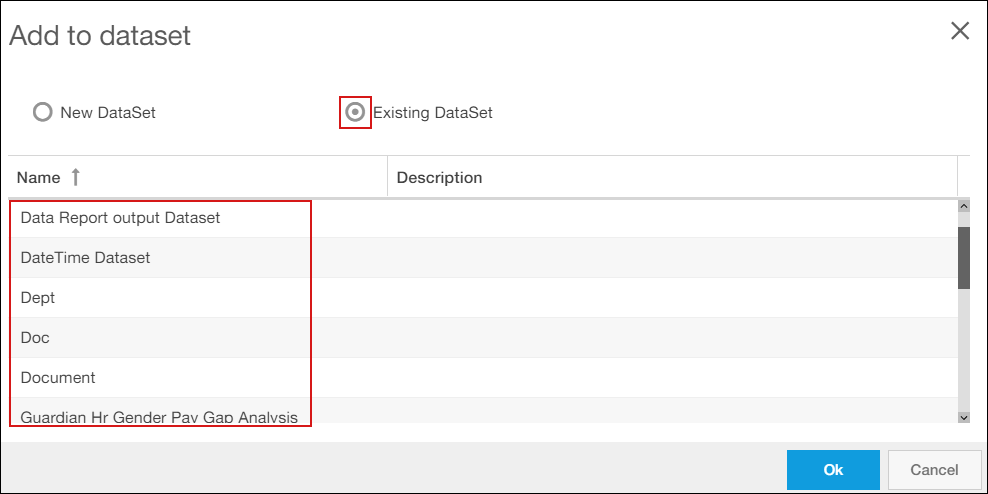 Add to dataset
New DataSet Existing DataSet
Name Description
Data Report output Dataset
DateTime Dataset
Dept
Doc
Document
Guardian Hr Gender Pay Gap Analysis
Ok Cancel